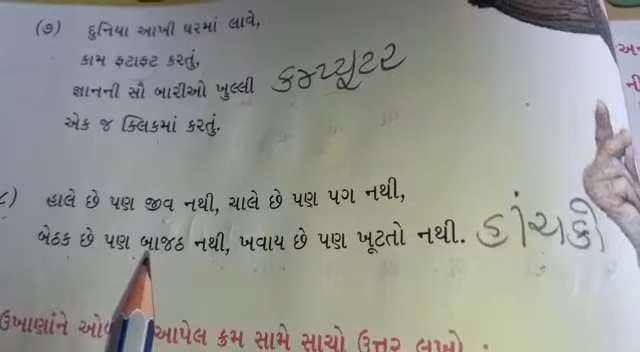 (૭) દુનિયા આખી ઘરમાં લાવે,
કામ ફટાફટ કરતું,
જ્ઞાનની સૌ બારીઓ ખુલ્લી કમ્પ્યૂટર
એક જ ક્લિકમાં કરતું.
૮) હાલે છે પણ જીવ નથી, ચાલે છે પણ પગ નથી,
બેઠક છે પણ બાજઠ નથી, ખવાય છે પણ ખૂટતો નથી. હીંચકો
ઉખાણાંને આપેલ ક્રમ સામે સાચો ઉત્તર લખો :